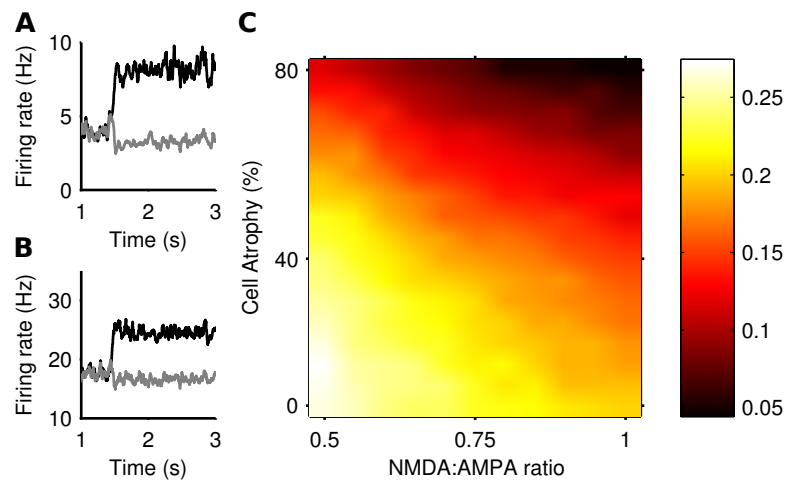 A
Firing rate (Hz)
10
5
0
1 2 3
Time (s)
B
Firing rate (Hz)
30
20
10
1 2 3
Time (s)
C
Cell Atrophy (%)
80
40
0
0.5 0.75 1
NMDA:AMPA ratio
0.25
0.2
0.15
0.1
0.05